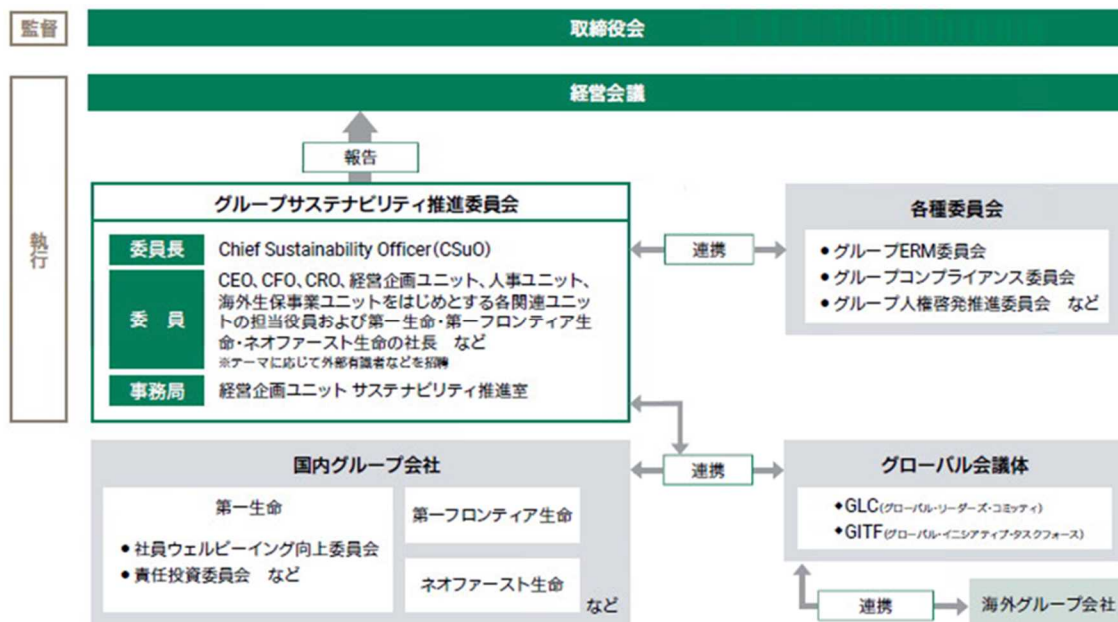 監督
取締役会
執行
経営会議
報告
グループサステナビリティ推進委員会
委員長
Chief Sustainability Officer(CSuO)
委 員
CEO、CFO、CRO、経営企画ユニット、人事ユニット、
海外生保事業ユニットをはじめとする各関連ユニッ
トの担当役員および第一生命・第一フロンティア生
命・ネオファースト生命の社長 など
※テーマに応じて外部有識者などを招聘
事務局
経営企画ユニット サステナビリティ推進室
連携
各種委員会
● グループERM委員会
● グループコンプライアンス委員会
● グループ人権啓発推進委員会 など
国内グループ会社
第一生命
● 社員ウェルビーイング向上委員会
● 責任投資委員会 など
第一フロンティア生命
ネオファースト生命
など
連携
グローバル会議体
◆GLC(グローバル・リーダーズ・コミッティ)
◆GITF(グローバル・イニシアティブ・タスクフォース)
連携
海外グループ会社